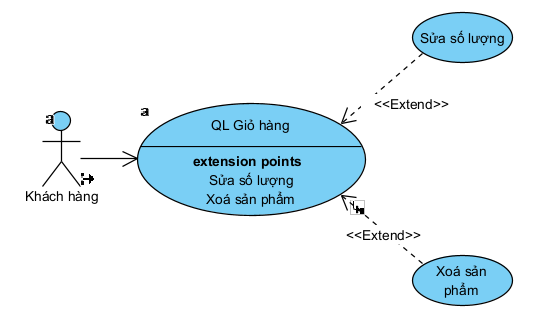 Sửa số lượng
<<Extend>>
a
QL Giỏ hàng
a
extension points
Sửa số lượng
Xoá sản phẩm
Khách hàng
<<Extend>>
Xoá sản
phẩm